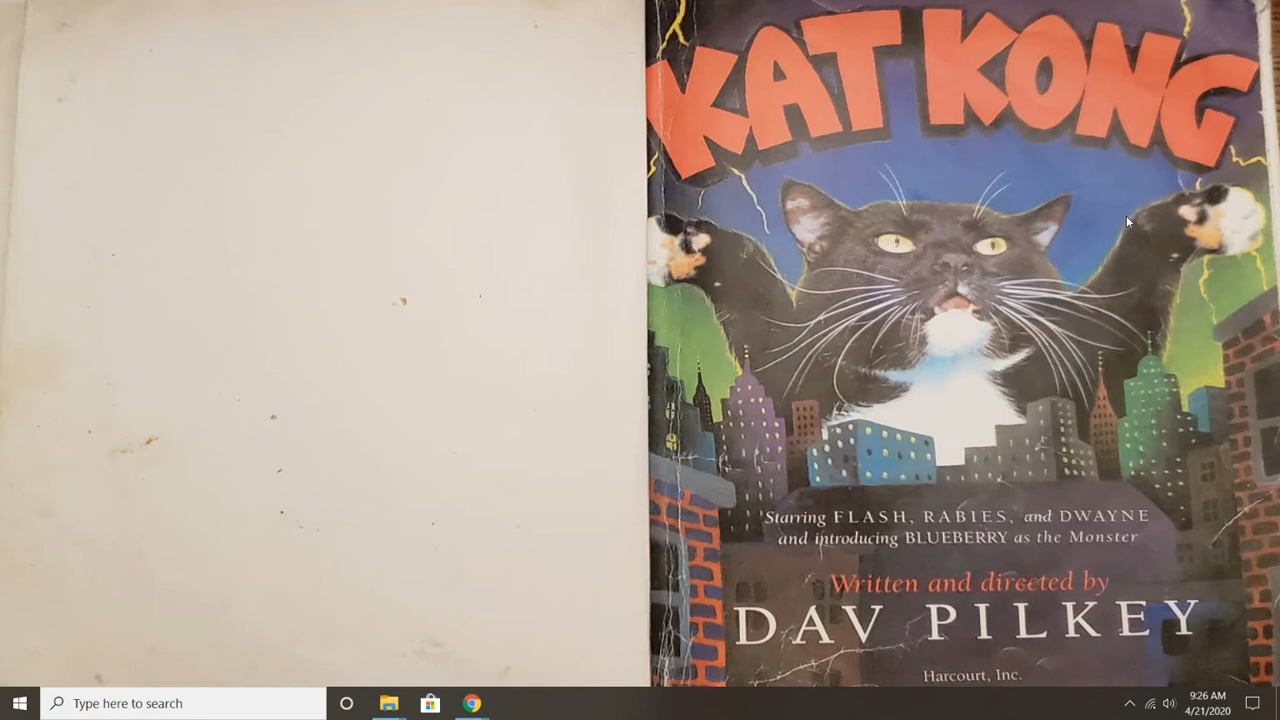 KAT KONG
Starring FLASH, RABIES, and DWAYNE
and introducing BLUEBERRY as the Monster
Written and directed by
DAV PILKEY
Harcourt, Inc.
Type here to search
9:26 AM
4/21/2020